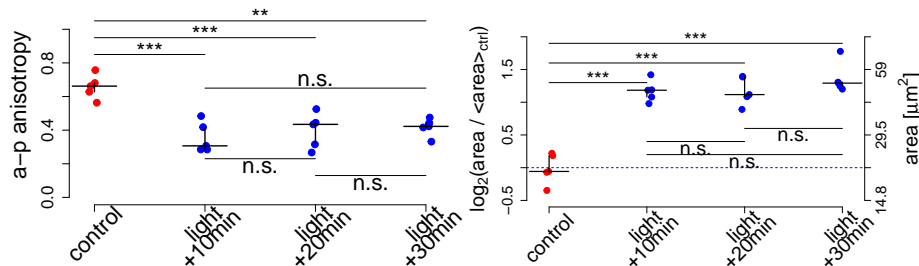 **
***
***
n.s.
n.s.
n.s.
a−p anisotropy
0.8
0.4
0.0
control
light
+10min
light
+20min
light
+30min
***
***
***
n.s.
n.s.
n.s.
log2(area / <area>ctrl)
1.5
0.5
−0.5
59
29.5
14.8
area [µm²]
control
light
+10min
light
+20min
light
+30min